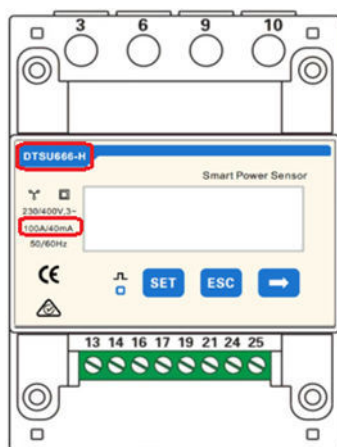 3 6 9 10
DTSU666-H
Smart Power Sensor
230/400V,3~
100A/40mA
50/60Hz
CE
SET ESC
13 14 16 17 19 21 24 25